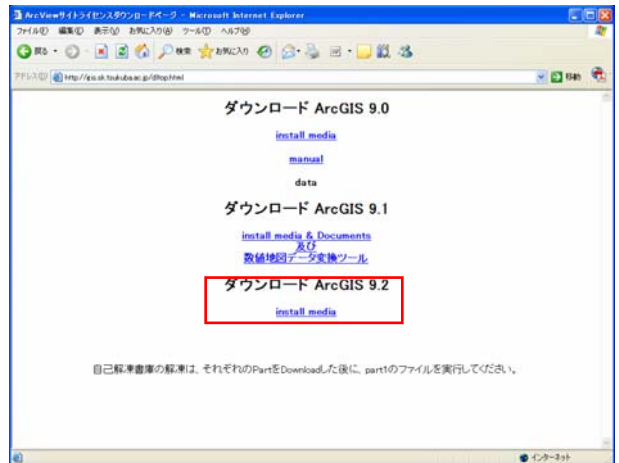 ArcViewサイトライセンスダウンロードページ - Microsoft Internet Explorer
ファイル(F) 編集(E) 表示(V) お気に入り(A) ツール(T) ヘルプ(H)
戻る 検索 お気に入り
アドレス(D) http://gis.sk.tsukuba.ac.jp/dltop.html 移動
ダウンロード ArcGIS 9.0
install media
manual
data
ダウンロード ArcGIS 9.1
install media & Documents
及び
数値地図データ変換ツール
ダウンロード ArcGIS 9.2
install media
自己解凍書庫の解凍は、それぞれのPartをDownloadした後に、part1のファイルを実行してください。
インターネット